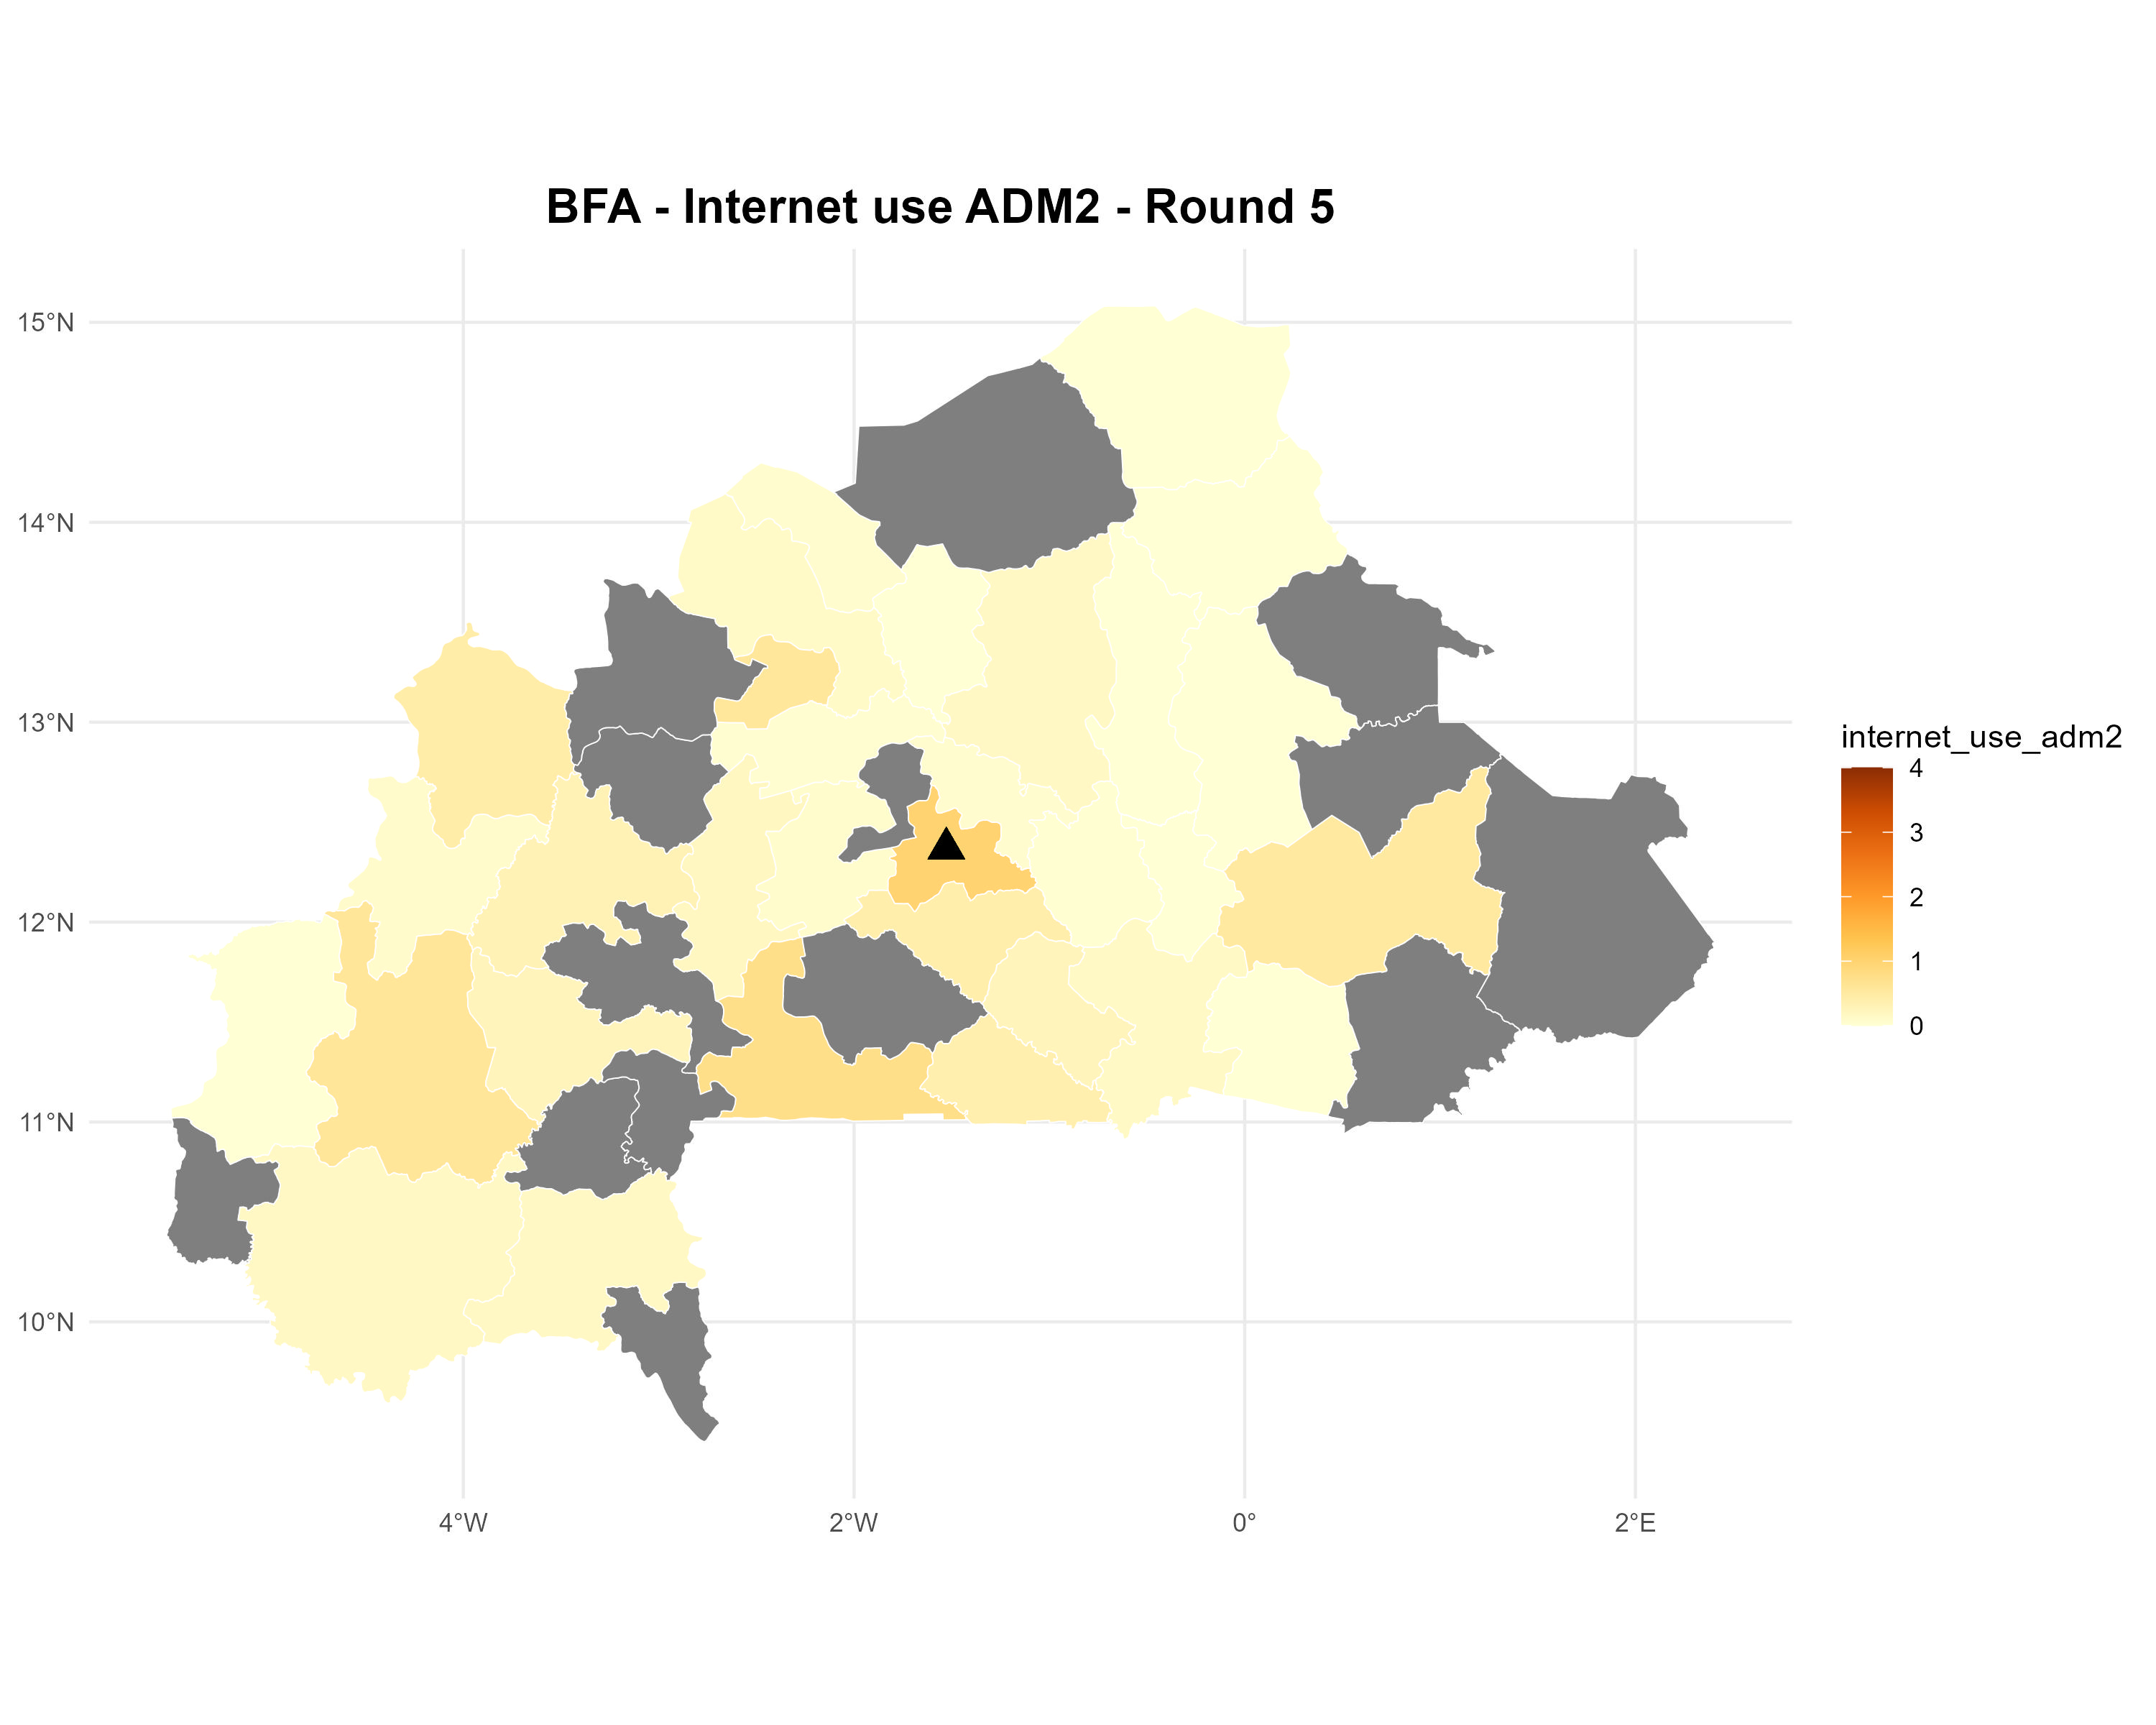 BFA - Internet use ADM2 - Round 5
15°N
14°N
13°N
12°N
11°N
10°N
4°W
2°W
0°
2°E
internet_use_adm2
4
3
2
1
0